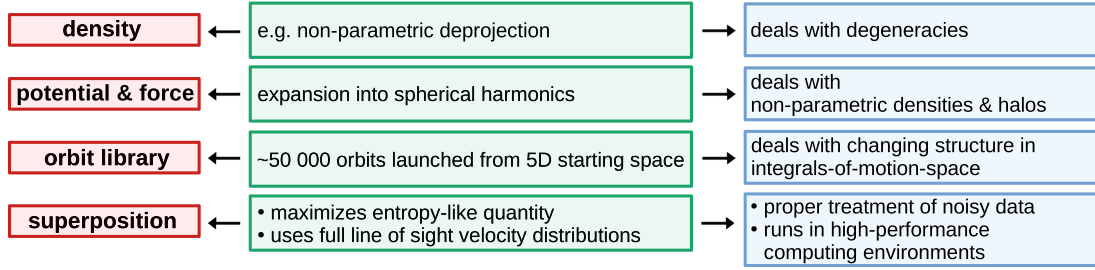 density
e.g. non-parametric deprojection
deals with degeneracies
potential & force
expansion into spherical harmonics
deals with
non-parametric densities & halos
orbit library
~50 000 orbits launched from 5D starting space
deals with changing structure in
integrals-of-motion-space
superposition
• maximizes entropy-like quantity
• uses full line of sight velocity distributions
• proper treatment of noisy data
• runs in high-performance
computing environments